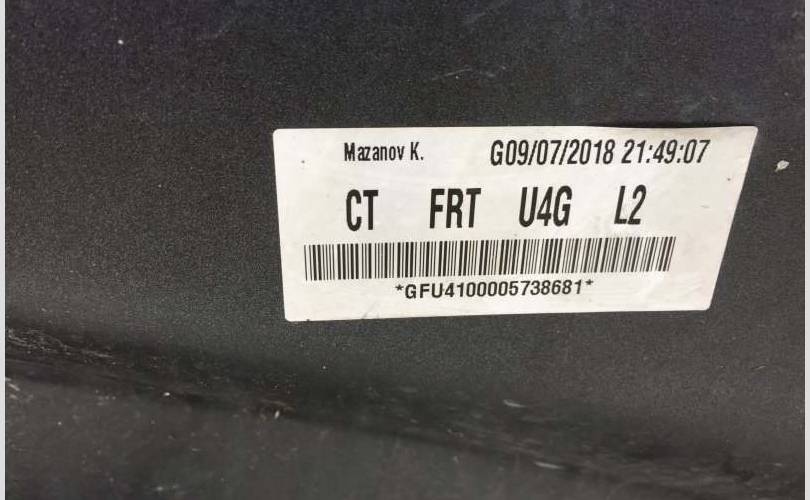 Mazanov K. G09/07/2018 21:49:07
CT FRT U4G L2
*GFU4100005738681*